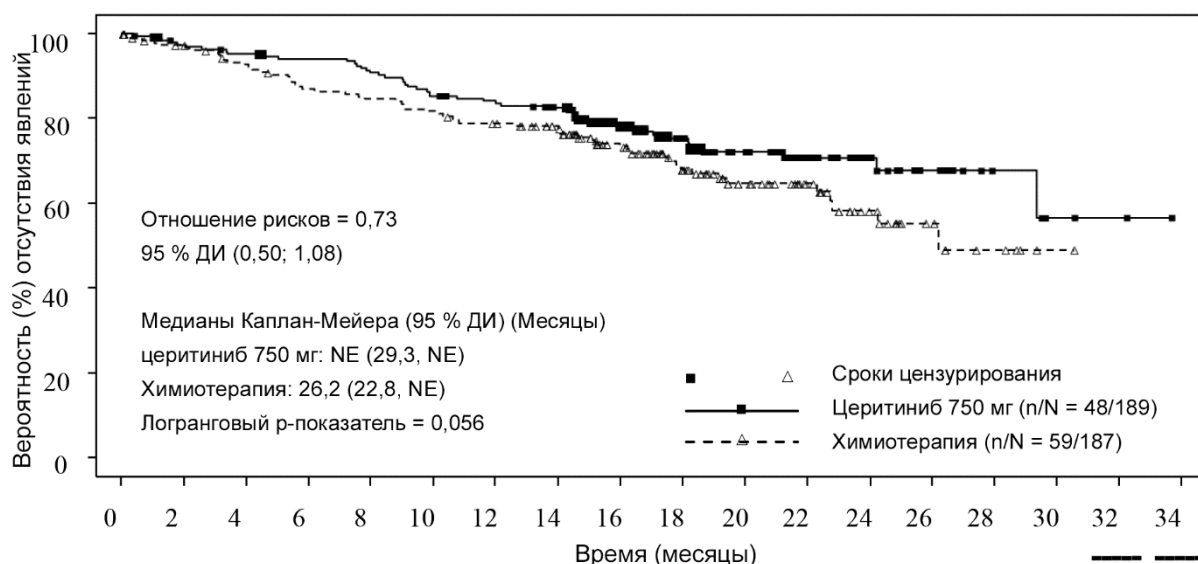 100
80
60
40
20
0
Вероятность (%) отсутствия явлений
Отношение рисков = 0,73
95 % ДИ (0,50; 1,08)
Медианы Каплан-Мейера (95 % ДИ) (Месяцы)
церитиниб 750 мг: NE (29,3, NE)
Химиотерапия: 26,2 (22,8, NE)
Логранговый р-показатель = 0,056
Сроки цензурирования
Церитиниб 750 мг (n/N = 48/189)
Химиотерапия (n/N = 59/187)
0 2 4 6 8 10 12 14 16 18 20 22 24 26 28 30 32 34
Время (месяцы)